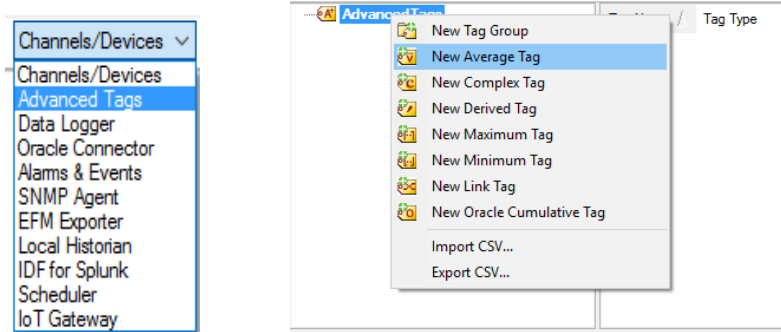 Channels/Devices
Channels/Devices
Advanced Tags
Data Logger
Oracle Connector
Alarms & Events
SNMP Agent
EFM Exporter
Local Historian
IDF for Splunk
Scheduler
IoT Gateway
AdvancedTags
Tag Type
New Tag Group
New Average Tag
New Complex Tag
New Derived Tag
New Maximum Tag
New Minimum Tag
New Link Tag
New Oracle Cumulative Tag
Import CSV...
Export CSV...